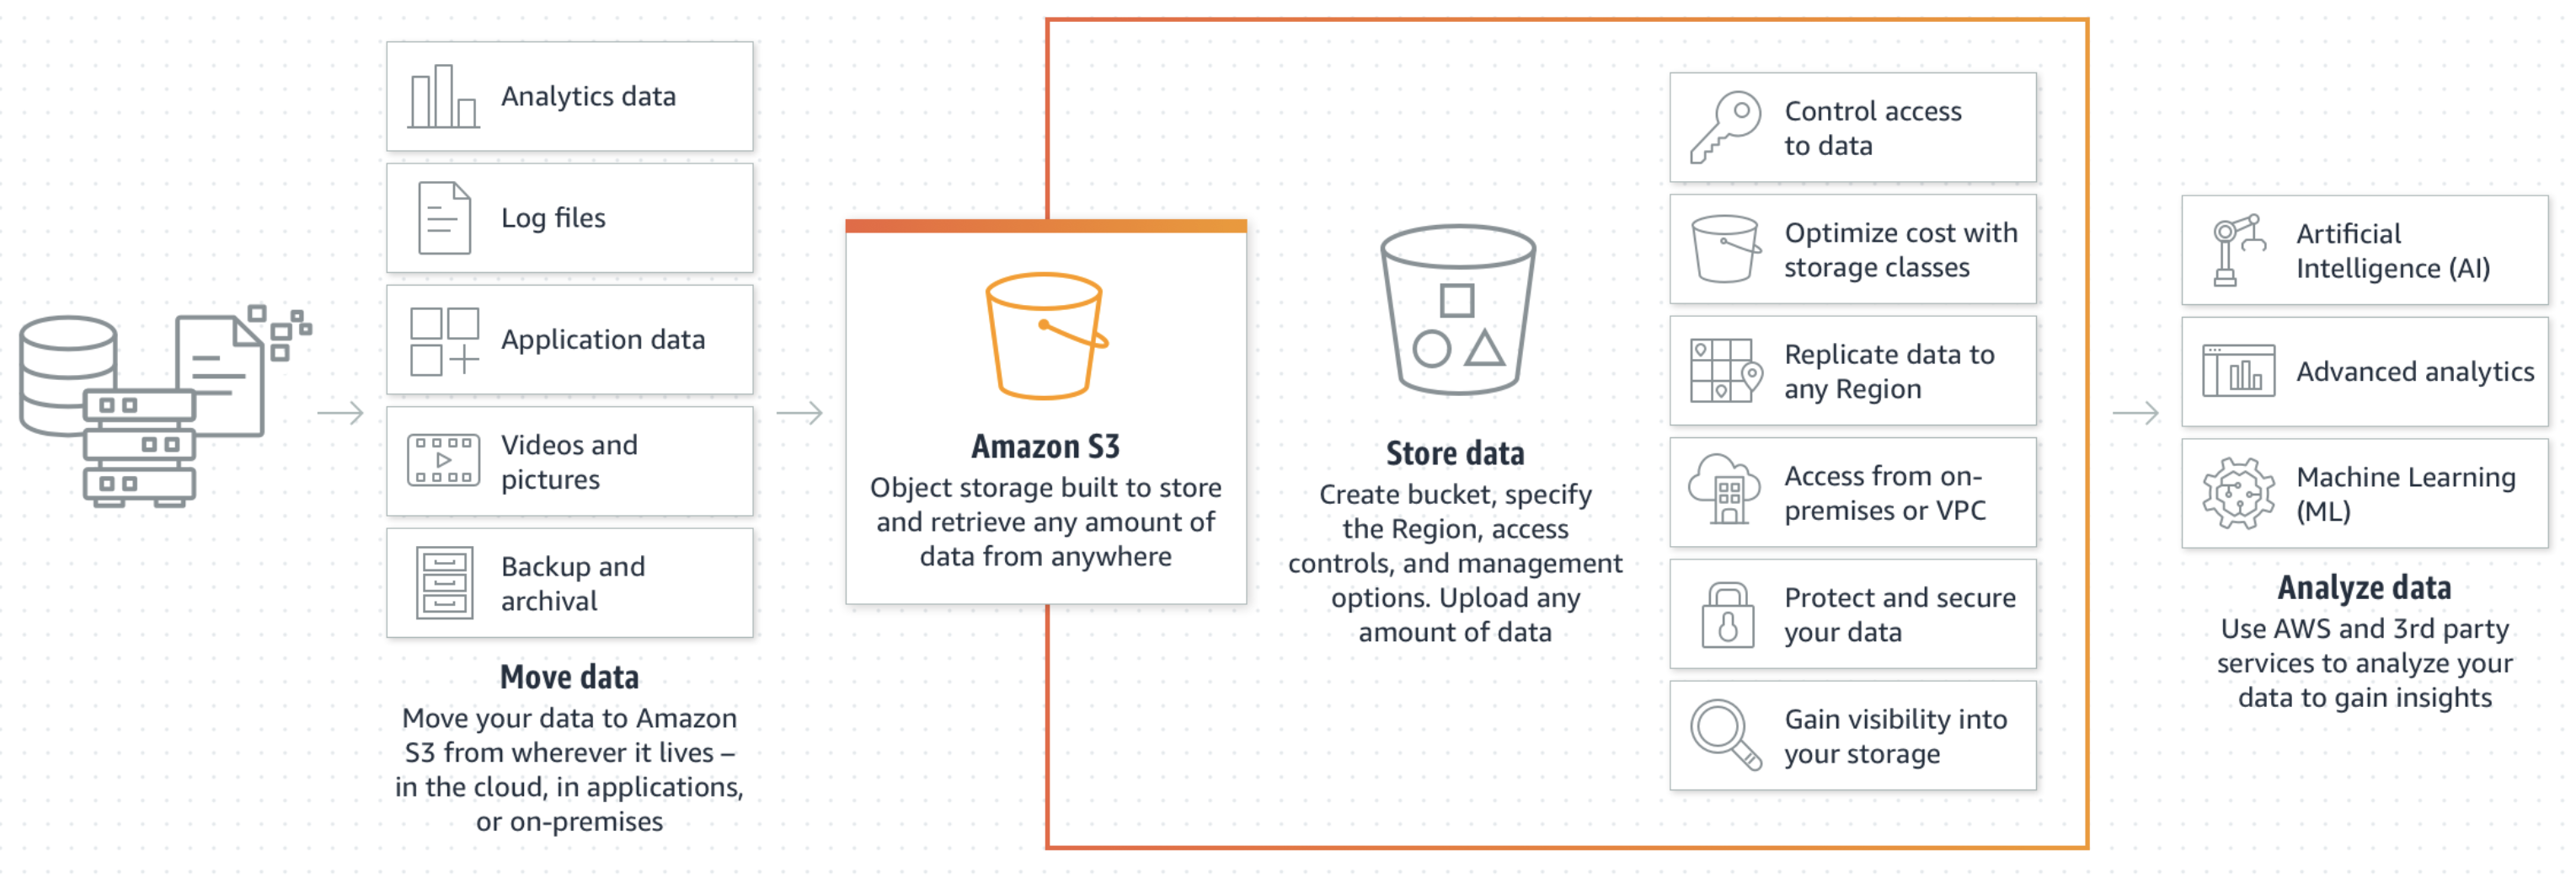 Analytics data
Log files
Application data
Videos and
pictures
Backup and
archival
Move data
Move your data to Amazon
S3 from wherever it lives –
in the cloud, in applications,
or on-premises
Amazon S3
Object storage built to store
and retrieve any amount of
data from anywhere
Store data
Create bucket, specify
the Region, access
controls, and management
options. Upload any
amount of data
Control access
to data
Optimize cost with
storage classes
Replicate data to
any Region
Access from on-
premises or VPC
Protect and secure
your data
Gain visibility into
your storage
Artificial
Intelligence (AI)
Advanced analytics
Machine Learning
(ML)
Analyze data
Use AWS and 3rd party
services to analyze your
data to gain insights